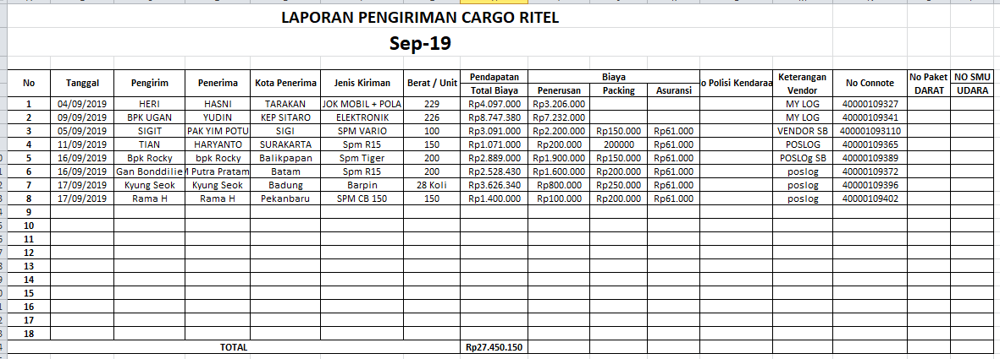 LAPORAN PENGIRIMAN CARGO RITEL
Sep-19
No Tanggal Pengirim Penerima Kota Penerima Jenis Kiriman Berat / Unit Pendapatan Biaya o Polisi Kendaraa Keterangan No Connote No Paket NO SMU
Total Biaya Penerusan Packing Asuransi Vendor DARAT UDARA
1 04/09/2019 HERI HASNI TARAKAN JOK MOBIL + POLA 229 Rp4.097.000 Rp3.206.000 MY LOG 40000109327
2 09/09/2019 BPK UGAN YUDIN KEP SITARO ELEKTRONIK 226 Rp8.747.380 Rp7.232.000 MY LOG 40000109341
3 05/09/2019 SIGIT PAK YIM POTU SIGI SPM VARIO 100 Rp3.091.000 Rp2.200.000 Rp150.000 Rp61.000 VENDOR SB 400001093110
4 11/09/2019 TIAN HARYANTO SURAKARTA Spm R15 150 Rp1.071.000 Rp200.000 200000 Rp61.000 POSLOG 40000109365
5 16/09/2019 Bpk Rocky bpk Rocky Balikpapan Spm Tiger 200 Rp2.889.000 Rp1.900.000 Rp150.000 Rp61.000 POSLOg SB 40000109389
6 16/09/2019 Gan Bonddilie M Putra Pratam Batam Spm R15 200 Rp2.528.430 Rp1.600.000 Rp200.000 Rp61.000 poslog 40000109372
7 17/09/2019 Kyung Seok Kyung Seok Badung Barpin 28 Koli Rp3.626.340 Rp800.000 Rp250.000 Rp61.000 poslog 40000109396
8 17/09/2019 Rama H Rama H Pekanbaru SPM CB 150 150 Rp1.400.000 Rp100.000 Rp200.000 Rp61.000 poslog 40000109402
9
10
11
12
13
14
15
16
17
18
TOTAL Rp27.450.150